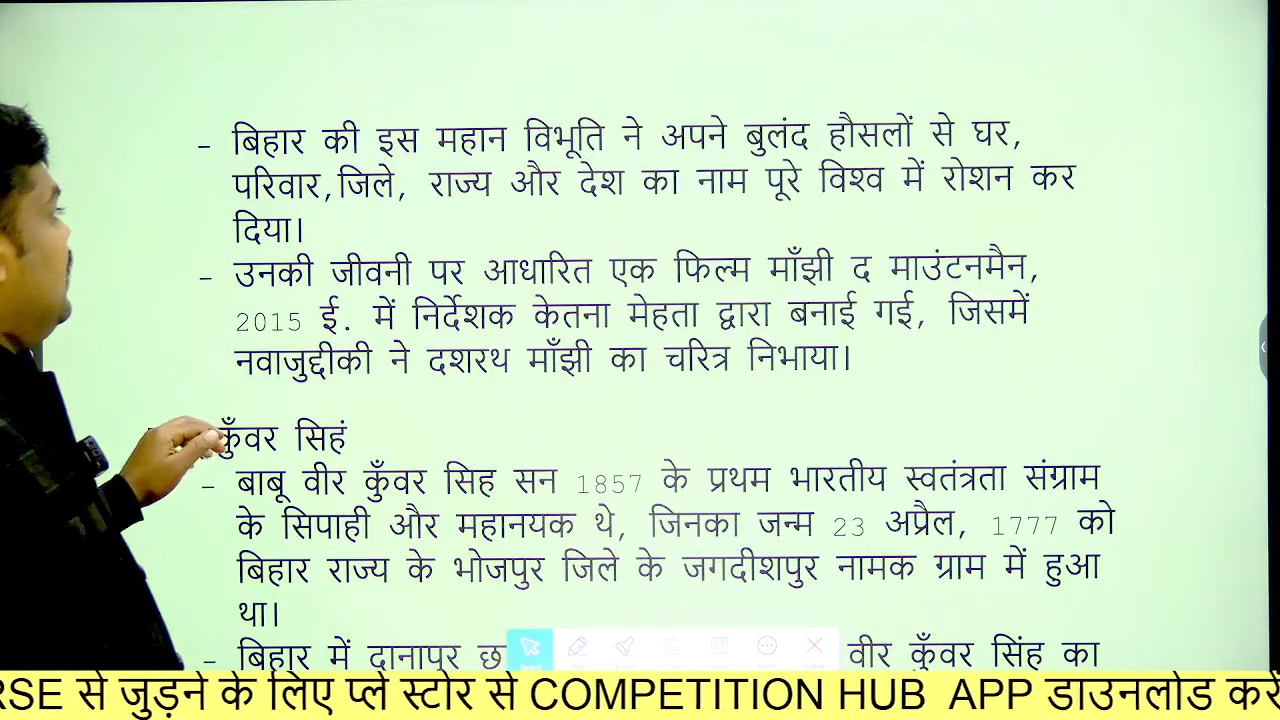 – बिहार की इस महान विभूति ने अपने बुलंद हौसलों से घर,
परिवार,जिले, राज्य और देश का नाम पूरे विश्व में रोशन कर
दिया।
– उनकी जीवनी पर आधारित एक फिल्म माँझी द माउंटनमैन,
2015 ई. में निर्देशक केतना मेहता द्वारा बनाई गई, जिसमें
नवाजुद्दीकी ने दशरथ माँझी का चरित्र निभाया।
कुँवर सिहं
– बाबू वीर कुँवर सिह सन 1857 के प्रथम भारतीय स्वतंत्रता संग्राम
के सिपाही और महानयक थे, जिनका जन्म 23 अप्रैल, 1777 को
बिहार राज्य के भोजपुर जिले के जगदीशपुर नामक ग्राम में हुआ
था।
– बिहार में दानापुर छ वीर कुँवर सिंह का
Select Close
RSE से जुड़ने के लिए प्ले स्टोर से COMPETITION HUB APP डाउनलोड करें